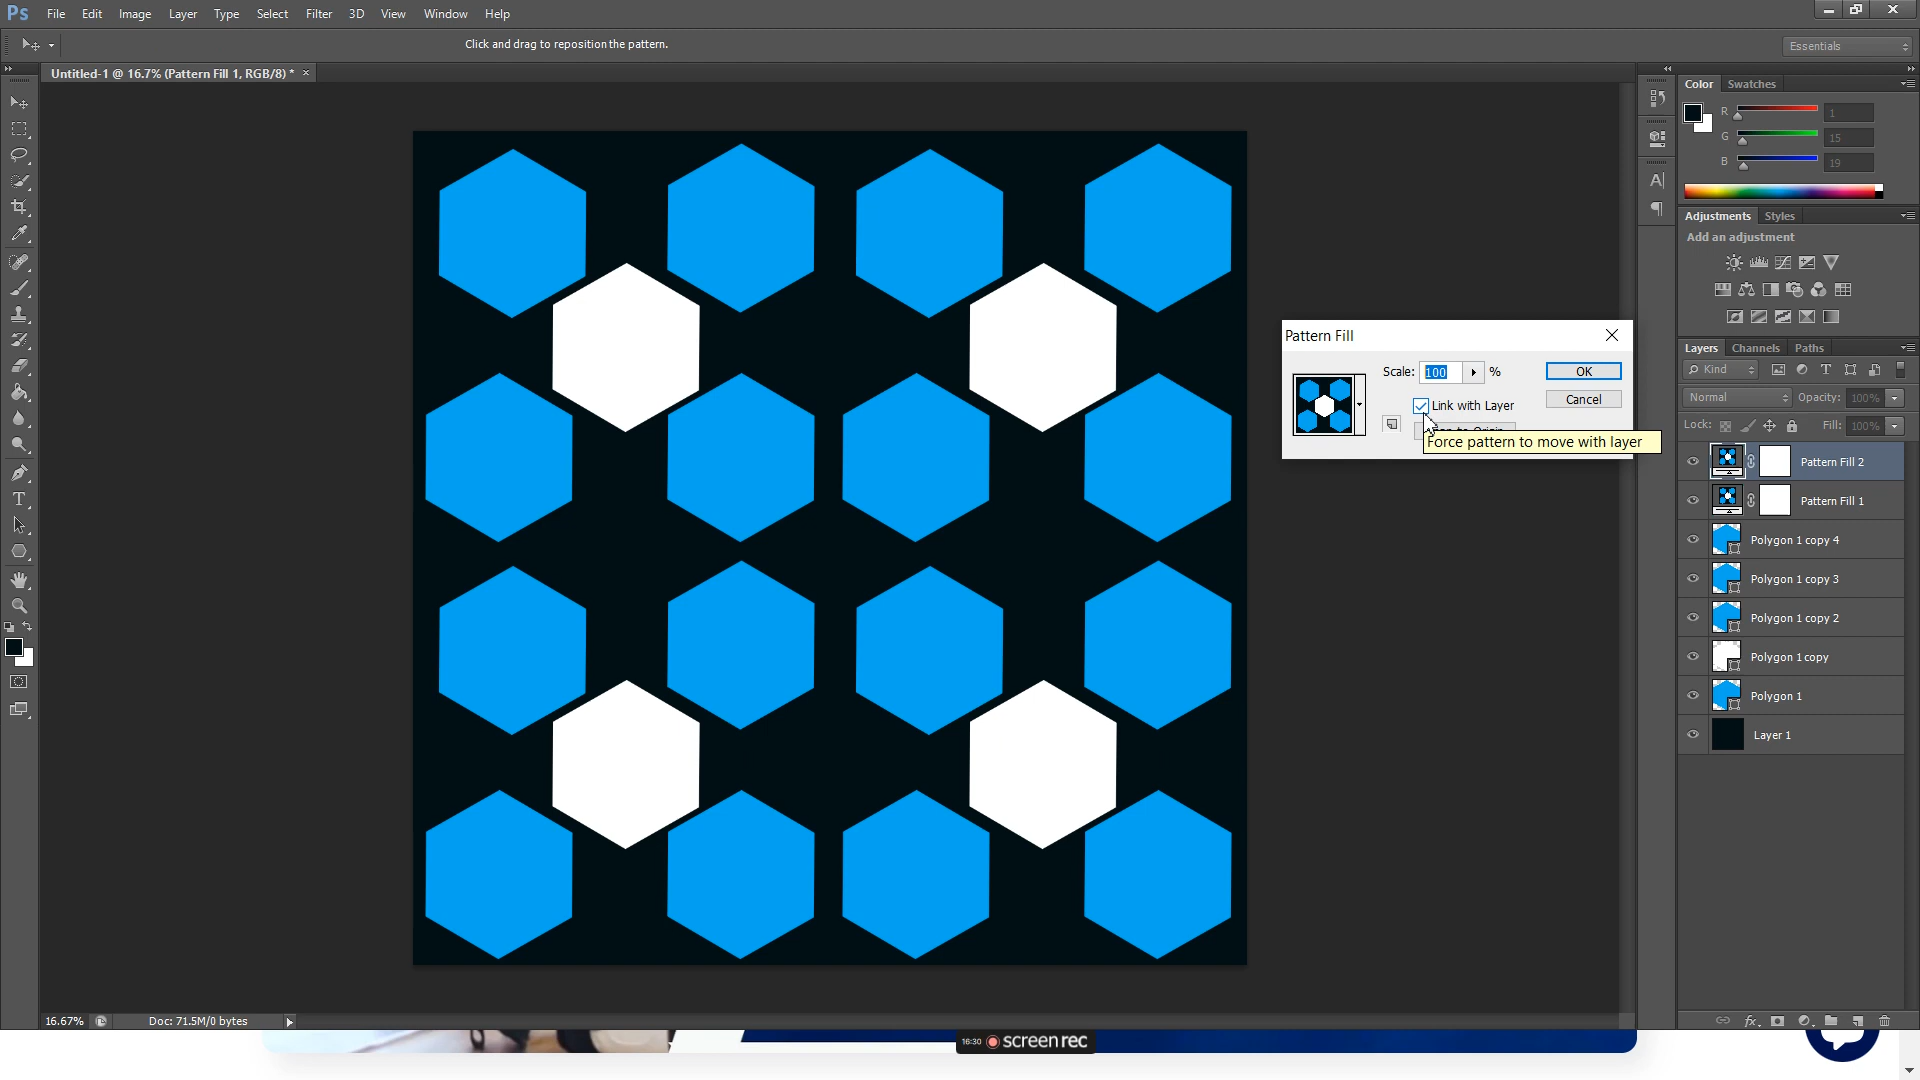 Ps File Edit Image Layer Type Select Filter 3D View Window Help
Click and drag to reposition the pattern.
Essentials
Untitled-1 @ 16.7% (Pattern Fill 1, RGB/8) * ×
Color Swatches
R 1
G 15
B 19
Adjustments Styles
Add an adjustment
Layers Channels Paths
Kind
Normal Opacity: 100%
Lock: Fill: 100%
Pattern Fill 2
Pattern Fill 1
Polygon 1 copy 4
Polygon 1 copy 3
Polygon 1 copy 2
Polygon 1 copy
Polygon 1
Layer 1
Pattern Fill
Scale: 100 %
OK
Link with Layer
Cancel
Force pattern to move with layer
16.67% Doc: 71.5M/0 bytes
16:30 screenrec